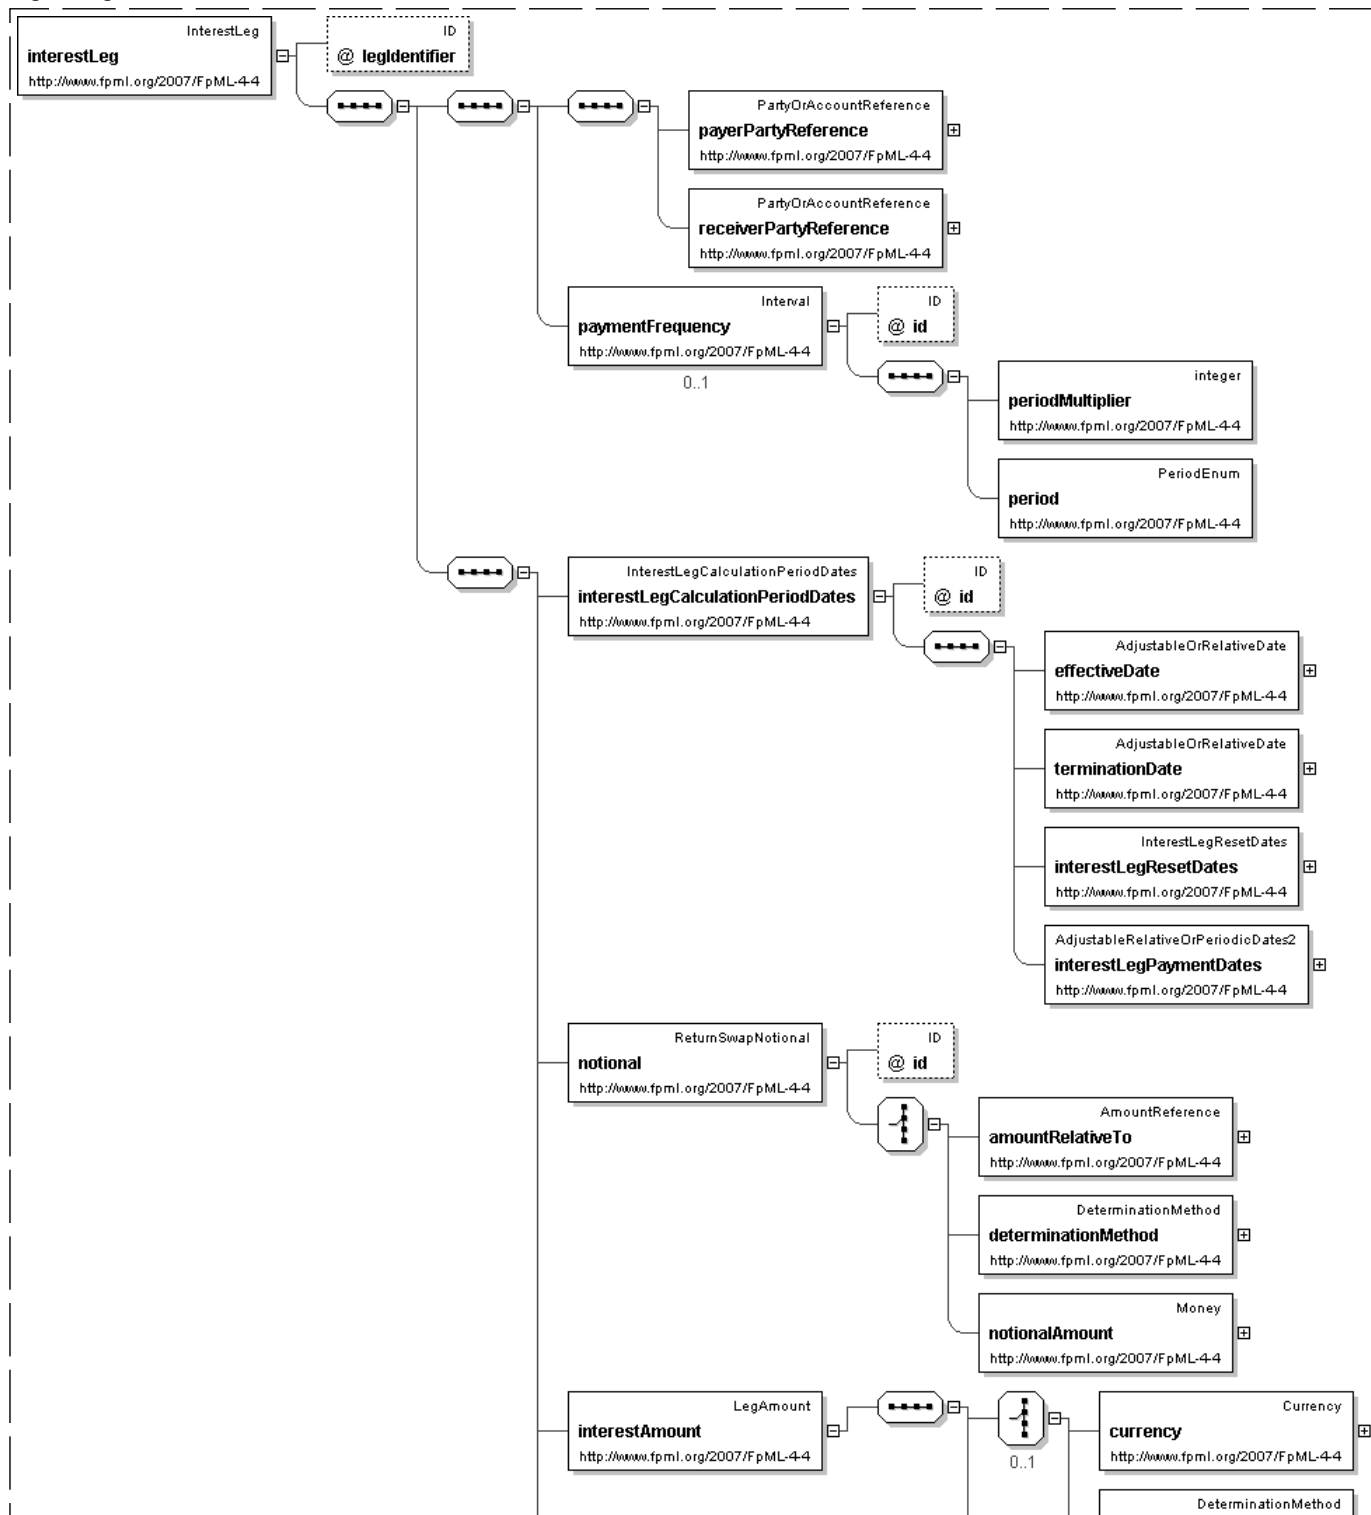 InterestLeg
interestLeg
http://www.fpml.org/2007/FpML-4-4
ID
@ legIdentifier
PartyOrAccountReference
payerPartyReference
http://www.fpml.org/2007/FpML-4-4
PartyOrAccountReference
receiverPartyReference
http://www.fpml.org/2007/FpML-4-4
Interval
paymentFrequency
http://www.fpml.org/2007/FpML-4-4
0..1
ID
@ id
integer
periodMultiplier
http://www.fpml.org/2007/FpML-4-4
PeriodEnum
period
http://www.fpml.org/2007/FpML-4-4
InterestLegCalculationPeriodDates
interestLegCalculationPeriodDates
http://www.fpml.org/2007/FpML-4-4
ID
@ id
AdjustableOrRelativeDate
effectiveDate
http://www.fpml.org/2007/FpML-4-4
AdjustableOrRelativeDate
terminationDate
http://www.fpml.org/2007/FpML-4-4
InterestLegResetDates
interestLegResetDates
http://www.fpml.org/2007/FpML-4-4
AdjustableRelativeOrPeriodicDates2
interestLegPaymentDates
http://www.fpml.org/2007/FpML-4-4
ReturnSwapNotional
notional
http://www.fpml.org/2007/FpML-4-4
ID
@ id
AmountReference
amountRelativeTo
http://www.fpml.org/2007/FpML-4-4
DeterminationMethod
determinationMethod
http://www.fpml.org/2007/FpML-4-4
Money
notionalAmount
http://www.fpml.org/2007/FpML-4-4
LegAmount
interestAmount
http://www.fpml.org/2007/FpML-4-4
0..1
Currency
currency
http://www.fpml.org/2007/FpML-4-4
DeterminationMethod